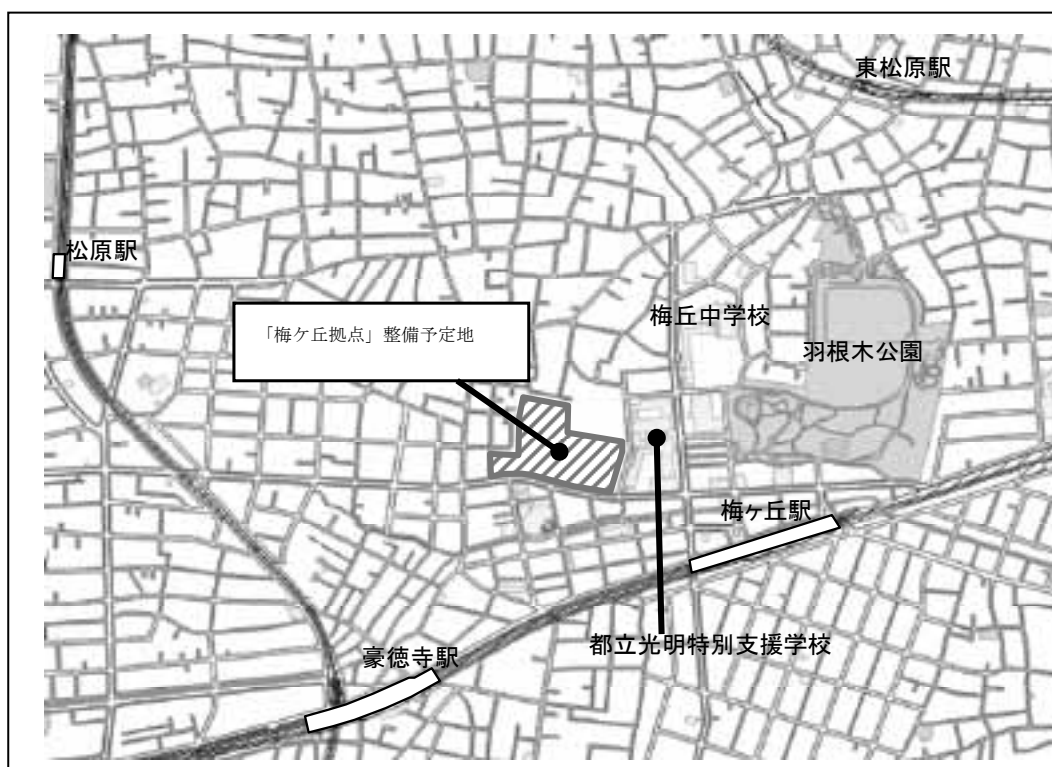 東松原駅
松原駅
「梅ケ丘拠点」整備予定地
梅丘中学校
羽根木公園
梅ヶ丘駅
都立光明特別支援学校
豪徳寺駅